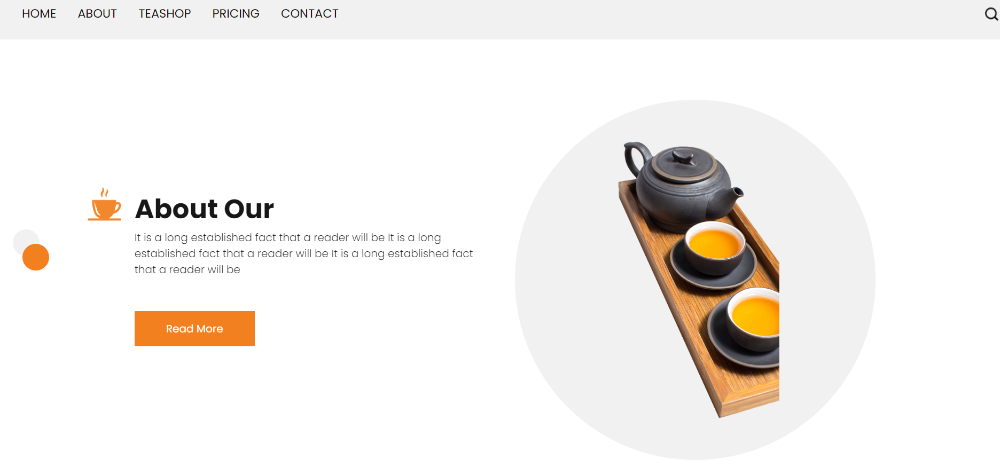 HOME ABOUT TEASHOP PRICING CONTACT
About Our
It is a long established fact that a reader will be It is a long
established fact that a reader will be It is a long established fact
that a reader will be
Read More